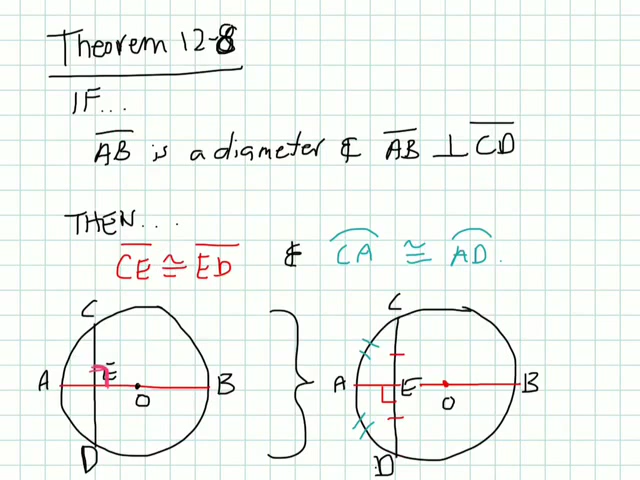 Theorem 12-8
IF...
AB is a diameter & AB ⊥ CD
THEN....
CE ≅ ED & CA ≅ AD.
C C
A E B A E B
O O
D D